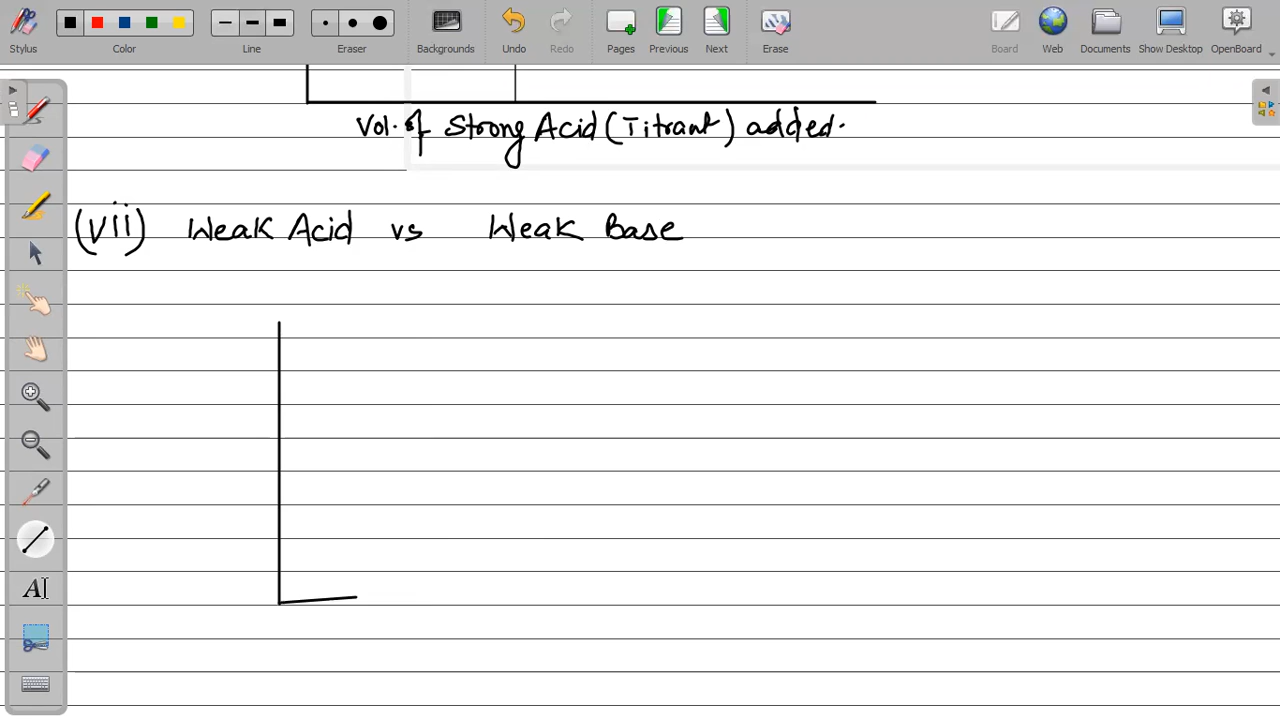 Stylus Color Line Eraser Backgrounds Undo Redo Pages Previous Next Erase Board Web Documents Show Desktop OpenBoard
Vol. of Strong Acid (Titrant) added.
(vii) Weak Acid vs Weak Base
AI